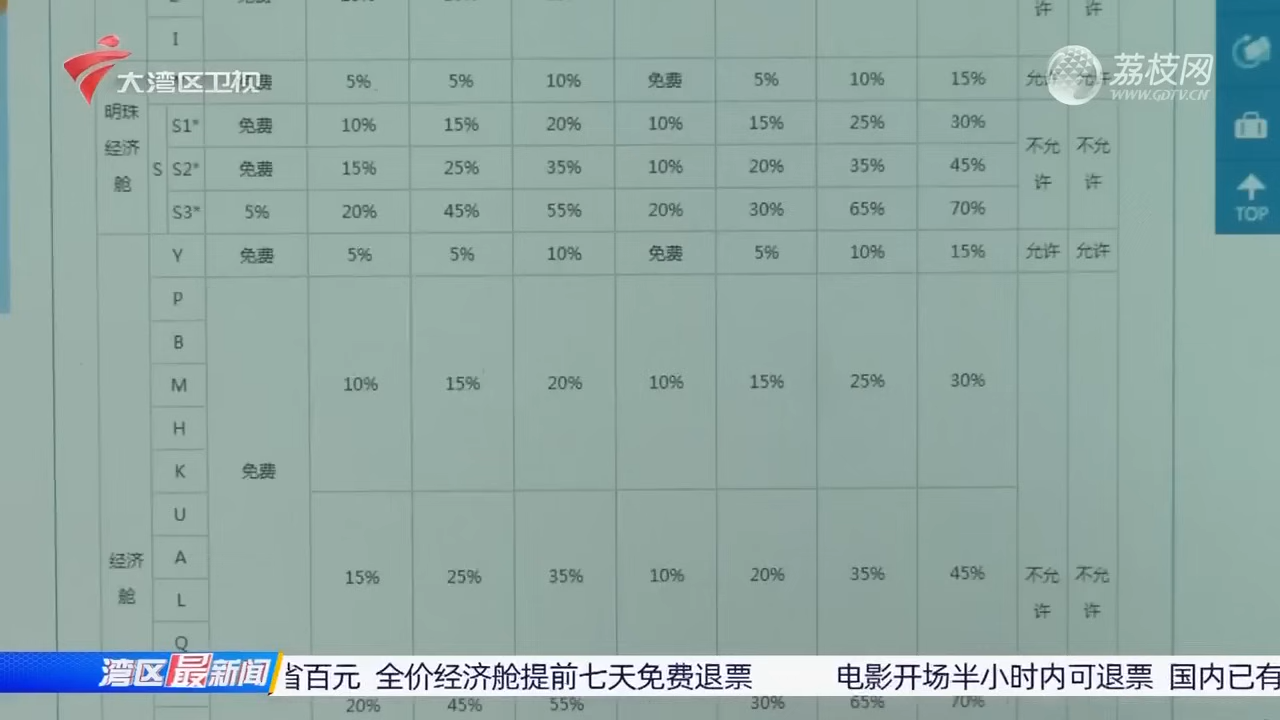 许 许
I
大湾区卫视
荔枝网
WWW.GDTV.CN
5% 5% 10% 免费 5% 10% 15%
明珠
经济
舱
S
S1* 免费 10% 15% 20% 10% 15% 25% 30%
S2* 免费 15% 25% 35% 10% 20% 35% 45%
S3* 5% 20% 45% 55% 20% 30% 65% 70%
不允 不允
许 许
TOP
Y 免费 5% 5% 10% 免费 5% 10% 15% 允许 允许
P
B
M 10% 15% 20% 10% 15% 25% 30%
H
K 免费
U
A
经济
舱
15% 25% 35% 10% 20% 35% 45%
不允 不允
许 许
L
Q
湾区最新闻
省百元 全价经济舱提前七天免费退票 电影开场半小时内可退票 国内已有
20% 45% 55% 30% 65% 70%